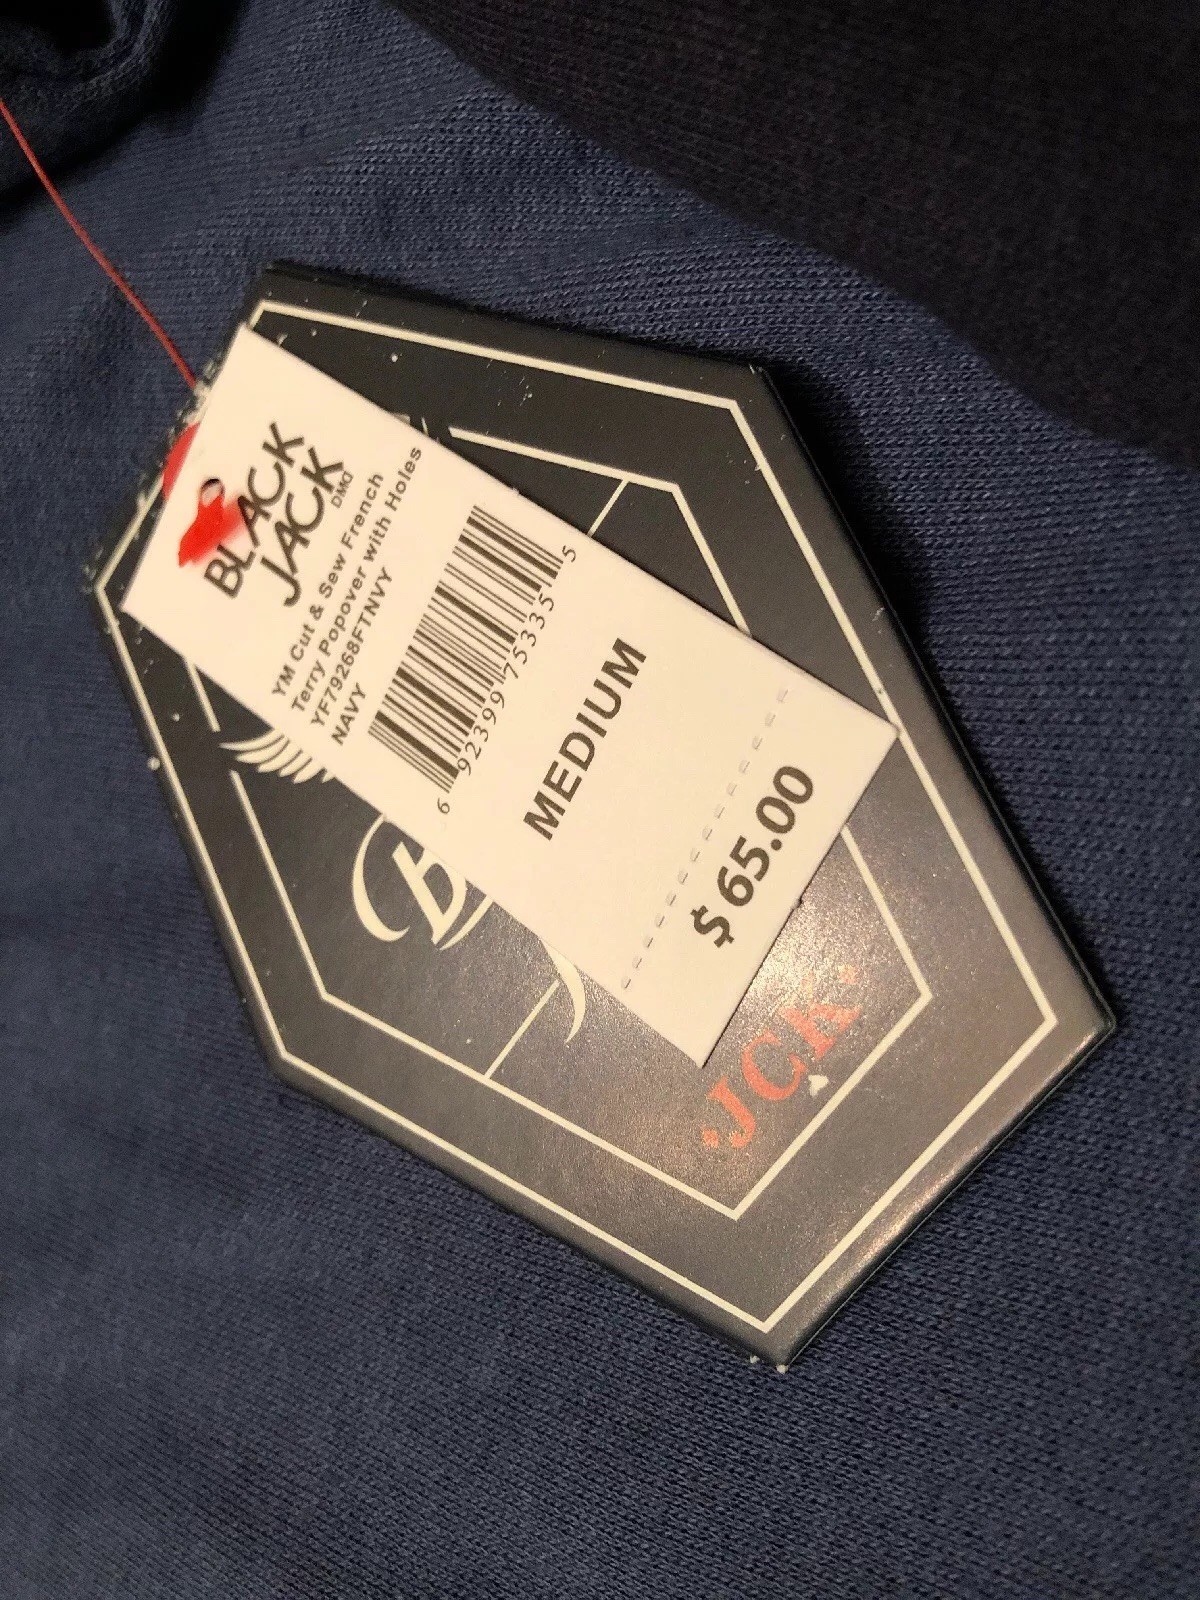 BLACK
JACK
DMD
YM Cut & Sew French
Terry Popover with Holes
YF79268FTNVY
NAVY
6 92399 75335 5
MEDIUM
$ 65.00
B
JCK